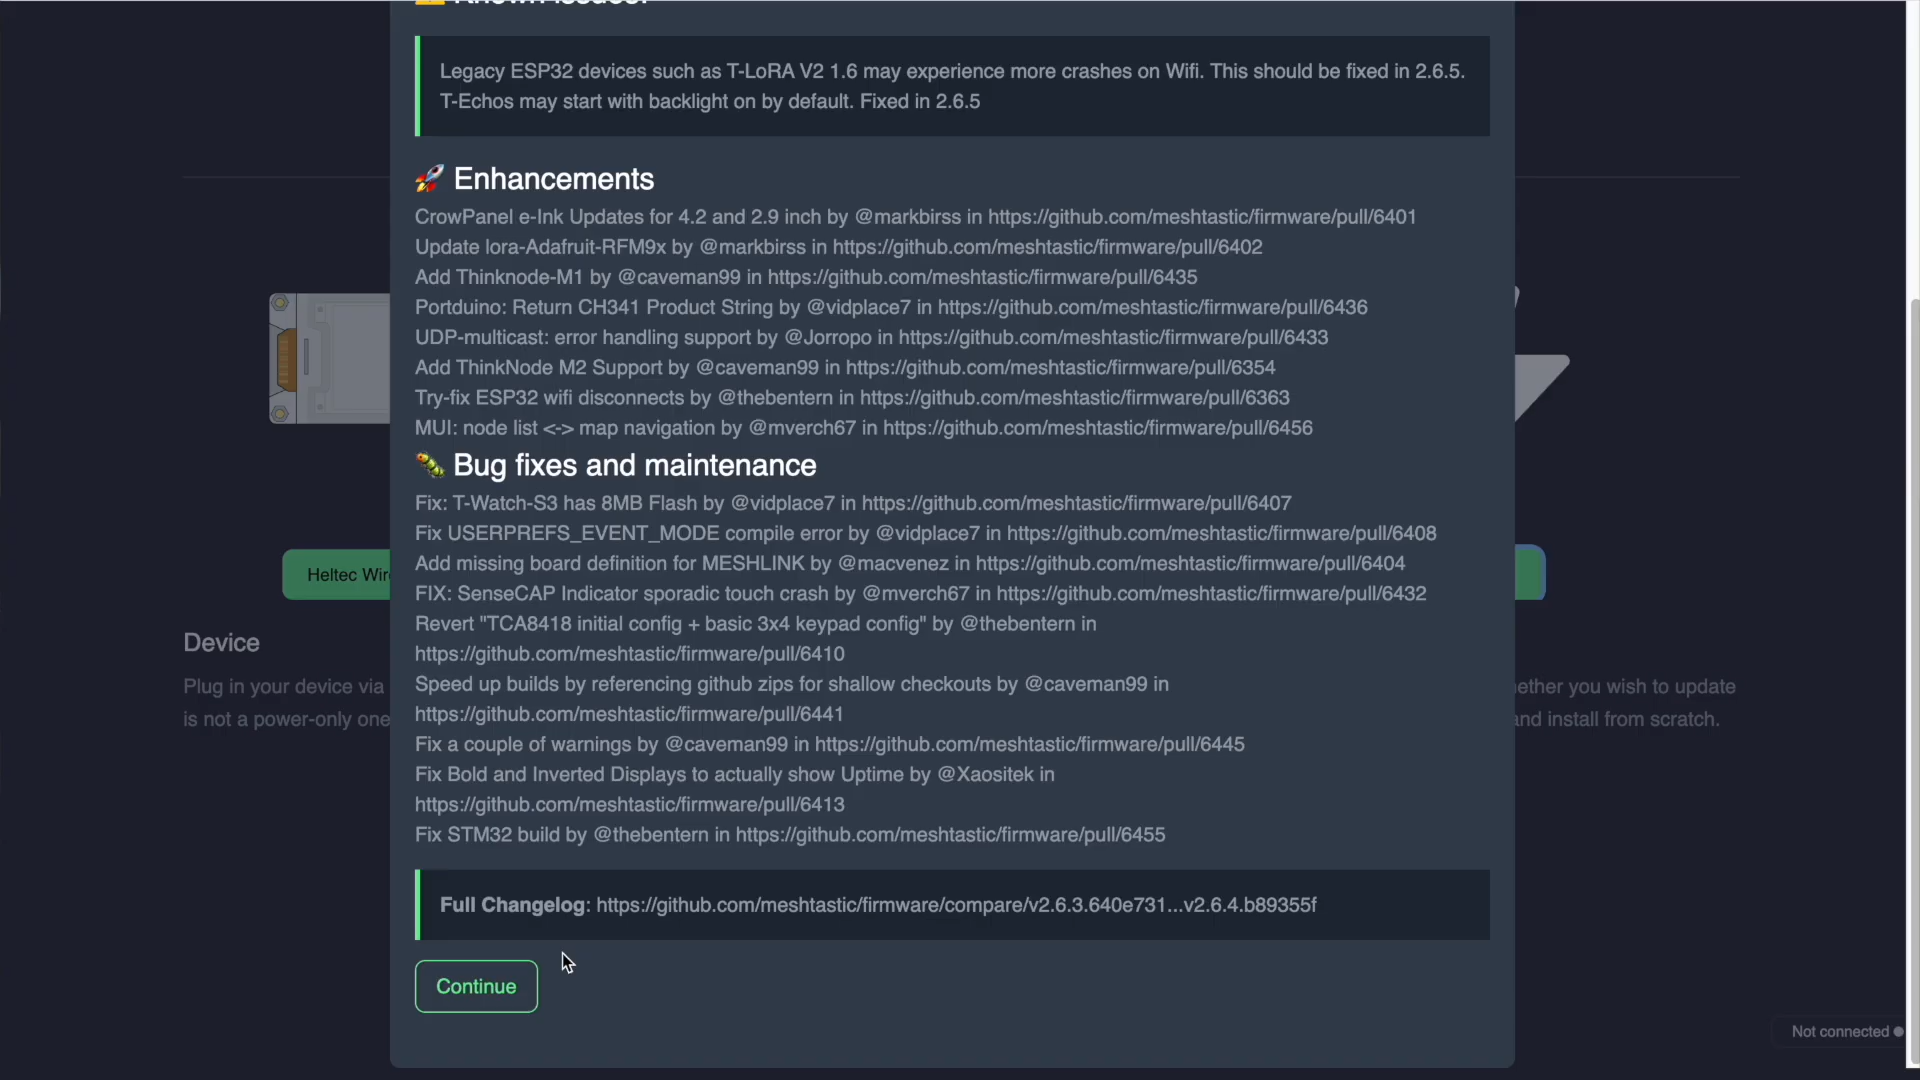 Known issues:
Legacy ESP32 devices such as T-LoRA V2 1.6 may experience more crashes on Wifi. This should be fixed in 2.6.5.
T-Echos may start with backlight on by default. Fixed in 2.6.5
Enhancements
CrowPanel e-Ink Updates for 4.2 and 2.9 inch by @markbirss in https://github.com/meshtastic/firmware/pull/6401
Update lora-Adafruit-RFM9x by @markbirss in https://github.com/meshtastic/firmware/pull/6402
Add Thinknode-M1 by @caveman99 in https://github.com/meshtastic/firmware/pull/6435
Portduino: Return CH341 Product String by @vidplace7 in https://github.com/meshtastic/firmware/pull/6436
UDP-multicast: error handling support by @Jorropo in https://github.com/meshtastic/firmware/pull/6433
Add ThinkNode M2 Support by @caveman99 in https://github.com/meshtastic/firmware/pull/6354
Try-fix ESP32 wifi disconnects by @thebentern in https://github.com/meshtastic/firmware/pull/6363
MUI: node list <-> map navigation by @mverch67 in https://github.com/meshtastic/firmware/pull/6456
Bug fixes and maintenance
Fix: T-Watch-S3 has 8MB Flash by @vidplace7 in https://github.com/meshtastic/firmware/pull/6407
Fix USERPREFS_EVENT_MODE compile error by @vidplace7 in https://github.com/meshtastic/firmware/pull/6408
Add missing board definition for MESHLINK by @macvenez in https://github.com/meshtastic/firmware/pull/6404
FIX: SenseCAP Indicator sporadic touch crash by @mverch67 in https://github.com/meshtastic/firmware/pull/6432
Revert "TCA8418 initial config + basic 3x4 keypad config" by @thebentern in
https://github.com/meshtastic/firmware/pull/6410
Speed up builds by referencing github zips for shallow checkouts by @caveman99 in
https://github.com/meshtastic/firmware/pull/6441
Fix a couple of warnings by @caveman99 in https://github.com/meshtastic/firmware/pull/6445
Fix Bold and Inverted Displays to actually show Uptime by @Xaositek in
https://github.com/meshtastic/firmware/pull/6413
Fix STM32 build by @thebentern in https://github.com/meshtastic/firmware/pull/6455
Full Changelog: https://github.com/meshtastic/firmware/compare/v2.6.3.640e731...v2.6.4.b89355f
Continue
Heltec Wir
Device
Plug in your device via
is not a power-only one
ether you wish to update
and install from scratch.
Not connected